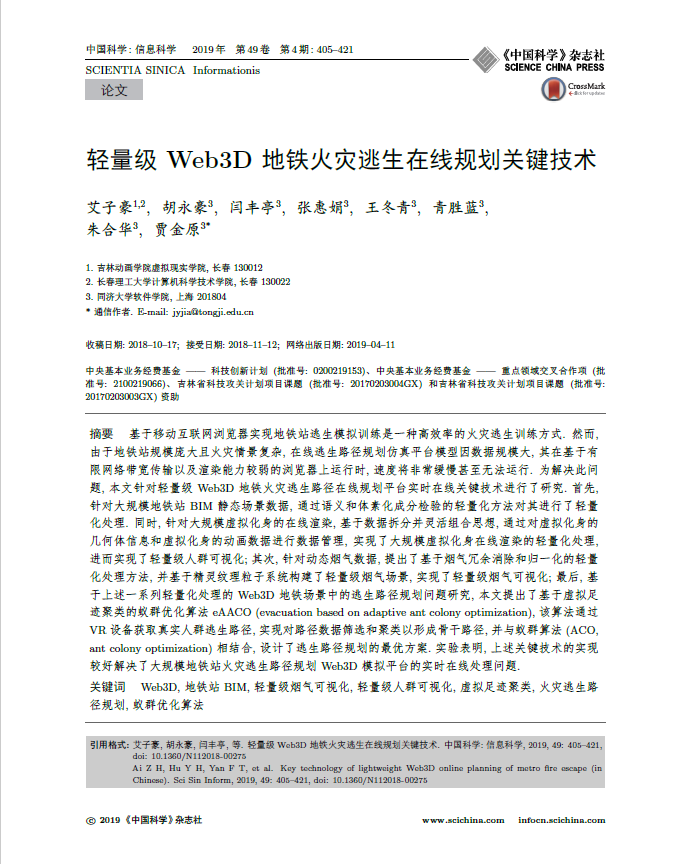 中国科学: 信息科学 2019 年 第 49 卷 第 4 期: 405–421
SCIENTIA SINICA Informationis
《中国科学》杂志社
SCIENCE CHINA PRESS
CrossMark
click for updates
论文
轻量级 Web3D 地铁火灾逃生在线规划关键技术
艾子豪1,2, 胡永豪3, 闫丰亭3, 张惠娟3, 王冬青3, 青胜蓝3,
朱合华3, 贾金原3*
1. 吉林动画学院虚拟现实学院, 长春 130012
2. 长春理工大学计算机科学技术学院, 长春 130022
3. 同济大学软件学院, 上海 201804
* 通信作者. E-mail: jyjia@tongji.edu.cn
收稿日期: 2018–10–17; 接受日期: 2018–11–12; 网络出版日期: 2019–04–11
中央基本业务经费基金 —— 科技创新计划 (批准号: 0200219153)、中央基本业务经费基金 —— 重点领域交叉合作项 (批
准号: 2100219066)、吉林省科技攻关计划项目课题 (批准号: 20170203004GX) 和吉林省科技攻关计划项目课题 (批准号:
20170203003GX) 资助
摘要 基于移动互联网浏览器实现地铁站逃生模拟训练是一种高效率的火灾逃生训练方式. 然而,
由于地铁站规模庞大且火灾情景复杂, 在线逃生路径规划仿真平台模型因数据规模大, 其在基于有
限网络带宽传输以及渲染能力较弱的浏览器上运行时, 速度将非常缓慢甚至无法运行. 为解决此问
题, 本文针对轻量级 Web3D 地铁火灾逃生路径在线规划平台实时在线关键技术进行了研究. 首先,
针对大规模地铁站 BIM 静态场景数据, 通过语义和体素化成分检验的轻量化方法对其进行了轻量
化处理. 同时, 针对大规模虚拟化身的在线渲染, 基于数据拆分并灵活组合思想, 通过对虚拟化身的
几何体信息和虚拟化身的动画数据进行数据管理, 实现了大规模虚拟化身在线渲染的轻量化处理,
进而实现了轻量级人群可视化; 其次, 针对动态烟气数据, 提出了基于烟气冗余消除和归一化的轻量
化处理方法, 并基于精灵纹理粒子系统构建了轻量级烟气场景, 实现了轻量级烟气可视化; 最后, 基
于上述一系列轻量化处理的 Web3D 地铁场景中的逃生路径规划问题研究, 本文提出了基于虚拟足
迹聚类的蚁群优化算法 eAACO (evacuation based on adaptive ant colony optimization), 该算法通过
VR 设备获取真实人群逃生路径, 实现对路径数据筛选和聚类以形成骨干路径, 并与蚁群算法 (ACO,
ant colony optimization) 相结合, 设计了逃生路径规划的最优方案. 实验表明, 上述关键技术的实现
较好解决了大规模地铁站火灾逃生路径规划 Web3D 模拟平台的实时在线处理问题.
关键词 Web3D, 地铁站 BIM, 轻量级烟气可视化, 轻量级人群可视化, 虚拟足迹聚类, 火灾逃生路
径规划, 蚁群优化算法
引用格式: 艾子豪, 胡永豪, 闫丰亭, 等. 轻量级 Web3D 地铁火灾逃生在线规划关键技术. 中国科学: 信息科学, 2019, 49: 405–421,
doi: 10.1360/N112018-00275
Ai Z H, Hu Y H, Yan F T, et al. Key technology of lightweight Web3D online planning of metro fire escape (in
Chinese). Sci Sin Inform, 2019, 49: 405–421, doi: 10.1360/N112018-00275
© 2019《中国科学》杂志社 www.scichina.com infocn.scichina.com